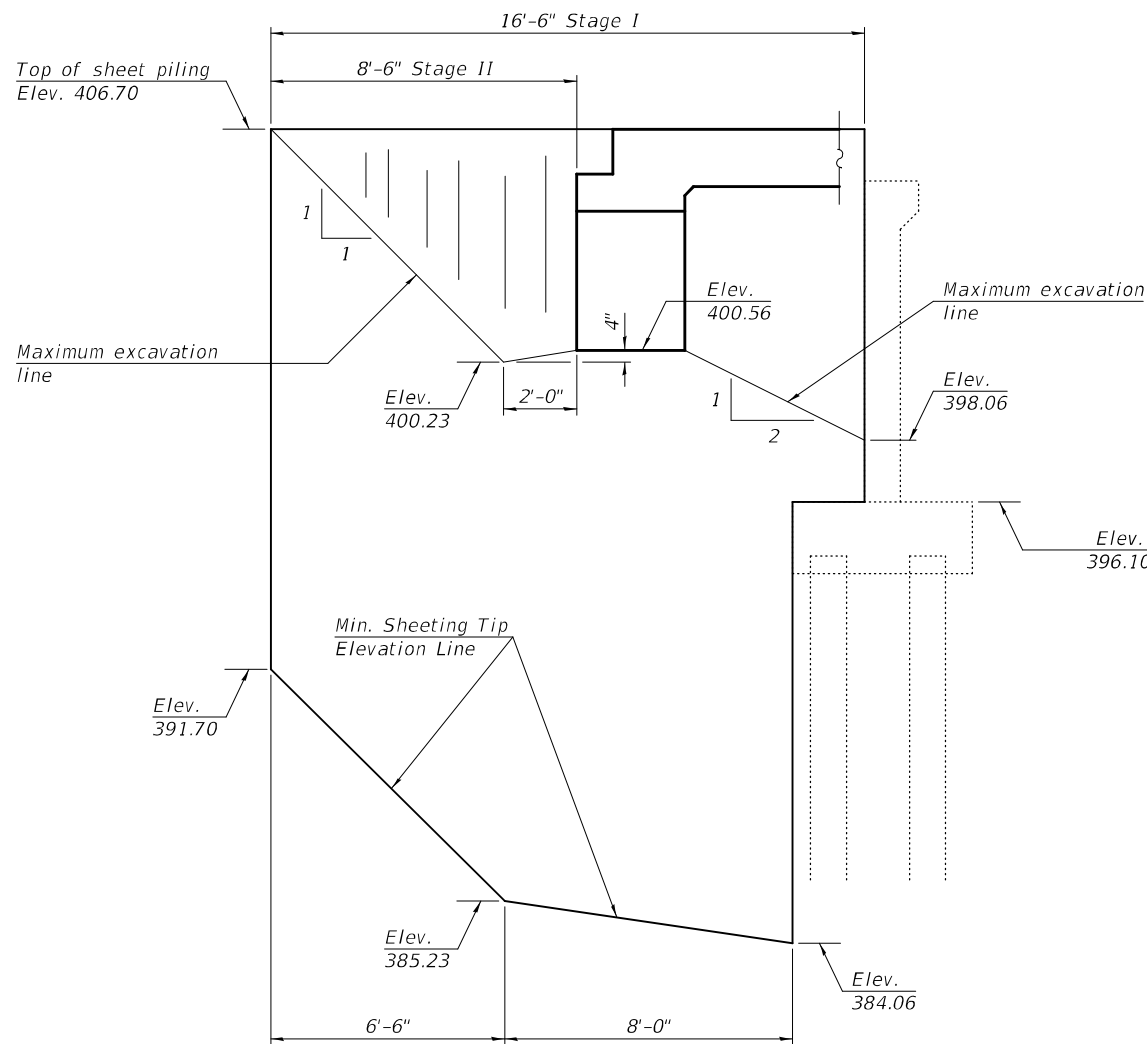 16'-6" Stage I
Top of sheet piling
Elev. 406.70
8'-6" Stage II
1
1
Elev.
400.56
4"
Maximum excavation
line
Maximum excavation
line
Elev.
400.23
2'-0"
1
2
Elev.
398.06
Elev.
396.10
Min. Sheeting Tip
Elevation Line
Elev.
391.70
Elev.
385.23
Elev.
384.06
6'-6"
8'-0"